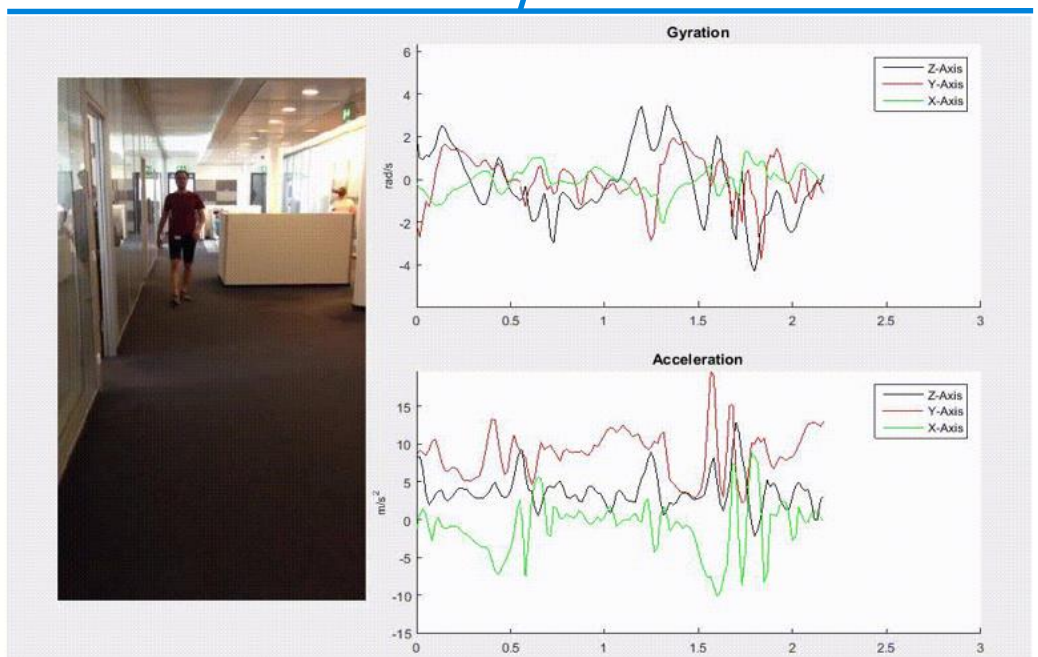 Gyration
6
4
2
0
-2
-4
rad/s
Z-Axis
Y-Axis
X-Axis
0 0.5 1 1.5 2 2.5 3
Acceleration
15
10
5
0
-5
-10
-15
m/s²
Z-Axis
Y-Axis
X-Axis
0 0.5 1 1.5 2 2.5 3